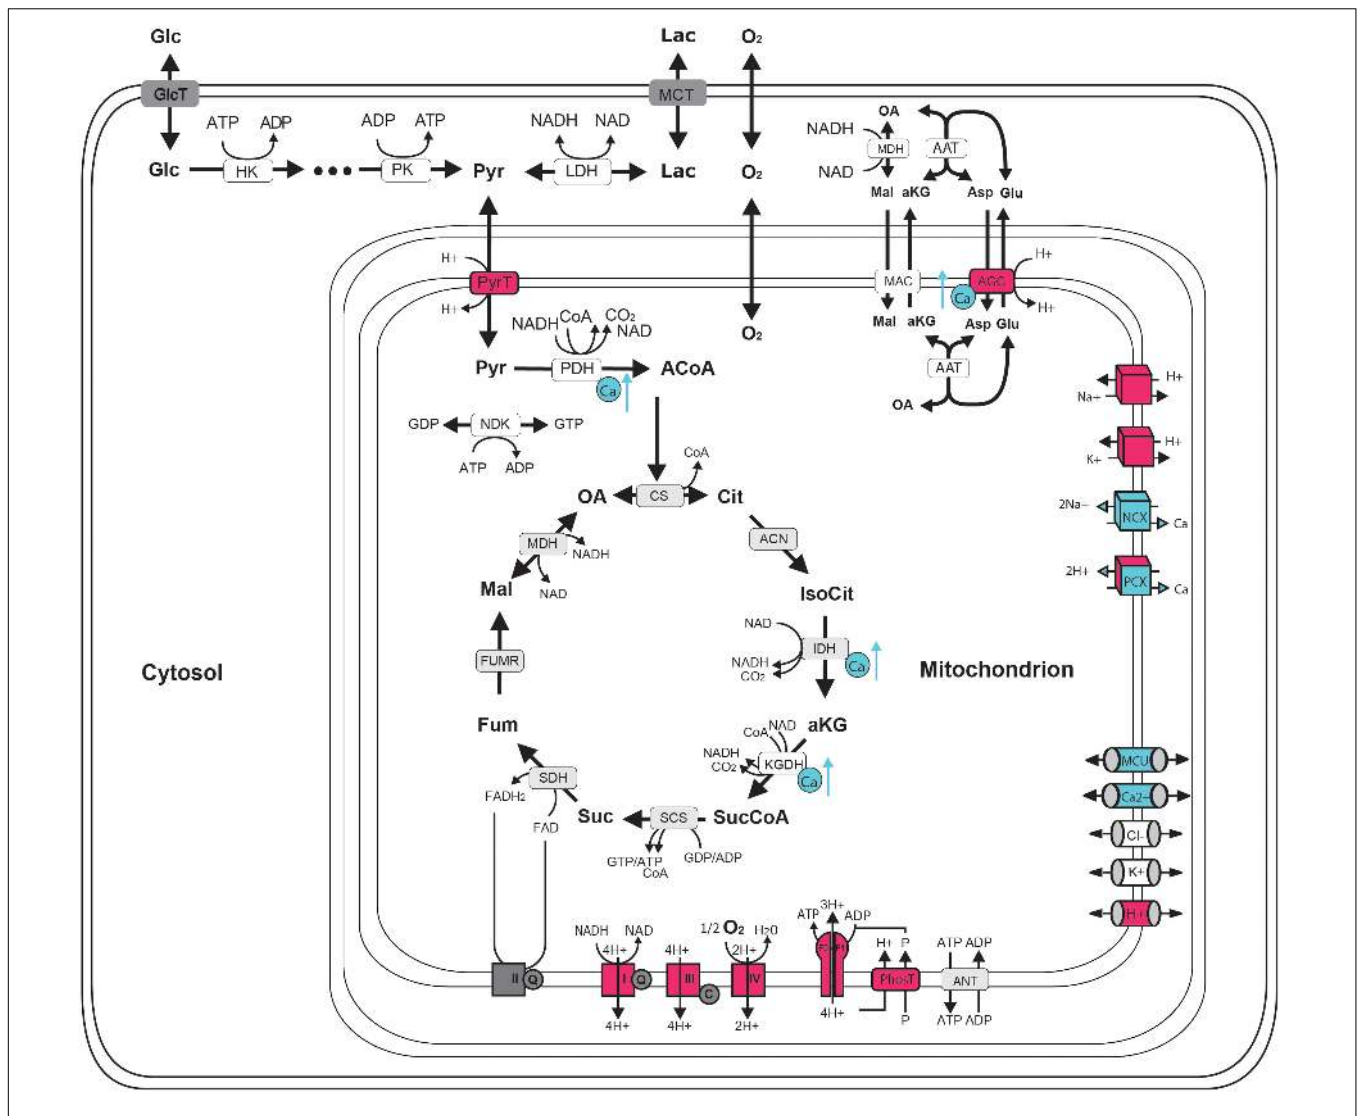 Glc Lac O2
GlcT MCT
ATP ADP ADP ATP NADH NAD
Glc HK ••• PK Pyr LDH Lac O2
OA
NADH MDH AAT
NAD
Mal aKG Asp Glu
H+ PyrT H+
MAC Ca AGC H+ H+
Mal aKG Asp Glu
AAT
OA
O2
NADH CoA CO2 NAD
Pyr PDH ACoA
Ca
GDP NDK GTP
ATP ADP
CoA
OA CS Cit
MDH NADH NAD
ACN
Mal IsoCit
NAD
IDH
NADH
CO2
Ca
FUMR
Cytosol Mitochondrion
Fum aKG
CoA NAD
NADH
CO2
KGDH
Ca
SDH
FADH2
FAD
Suc SCS SucCoA
GTP/ATP GDP/ADP
CoA
H+
Na+
H+
K+
2Na–
NCX Ca
2H+
PCX Ca
MCU
Ca2–
Cl-
K+
H+
NADH NAD 1/2 O2 H2O ATP 3H+ ADP
4H+ 4H+ 2H+ H+ P ATP ADP
II Q I Q III C IV PhosT ANT
4H+ 4H+ 2H+ 4H+ P ATP ADP